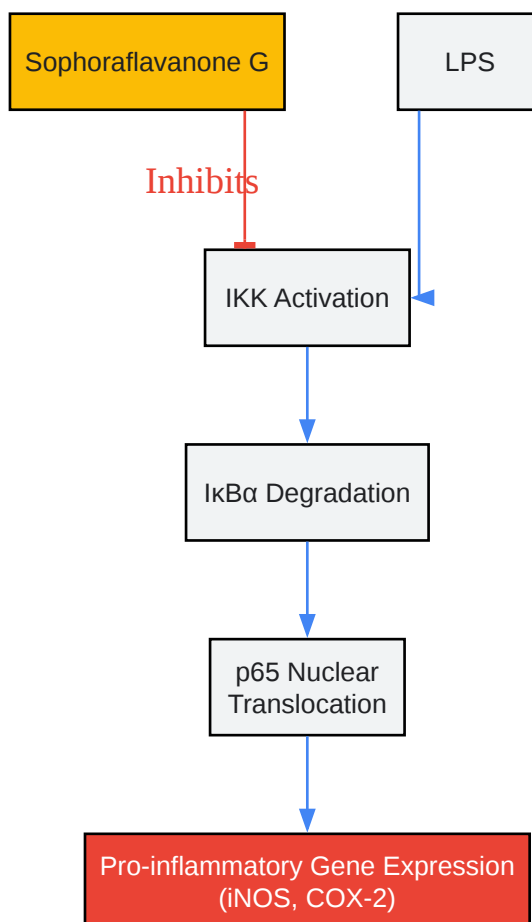 Sophoraflavanone G
LPS
Inhibits
IKK Activation
IκBα Degradation
p65 Nuclear
Translocation
Pro-inflammatory Gene Expression
(iNOS, COX-2)